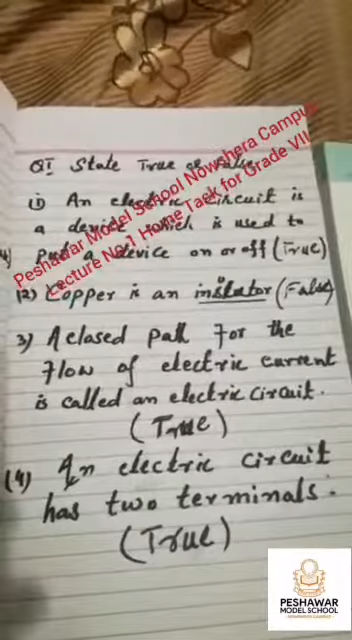 QI State True or False
(i) An electric circuit is
a device which is used to
put a device on or off (True)
(2) Copper is an inslator (False)
3) A closed path for the
flow of electric current
is called an electric circuit.
(True)
(4) An electric circuit
has two terminals.
(True)
Peshawar Model School Nowshera Campus
Lecture No:1 Home Task for Grade VII
PESHAWAR
MODEL SCHOOL